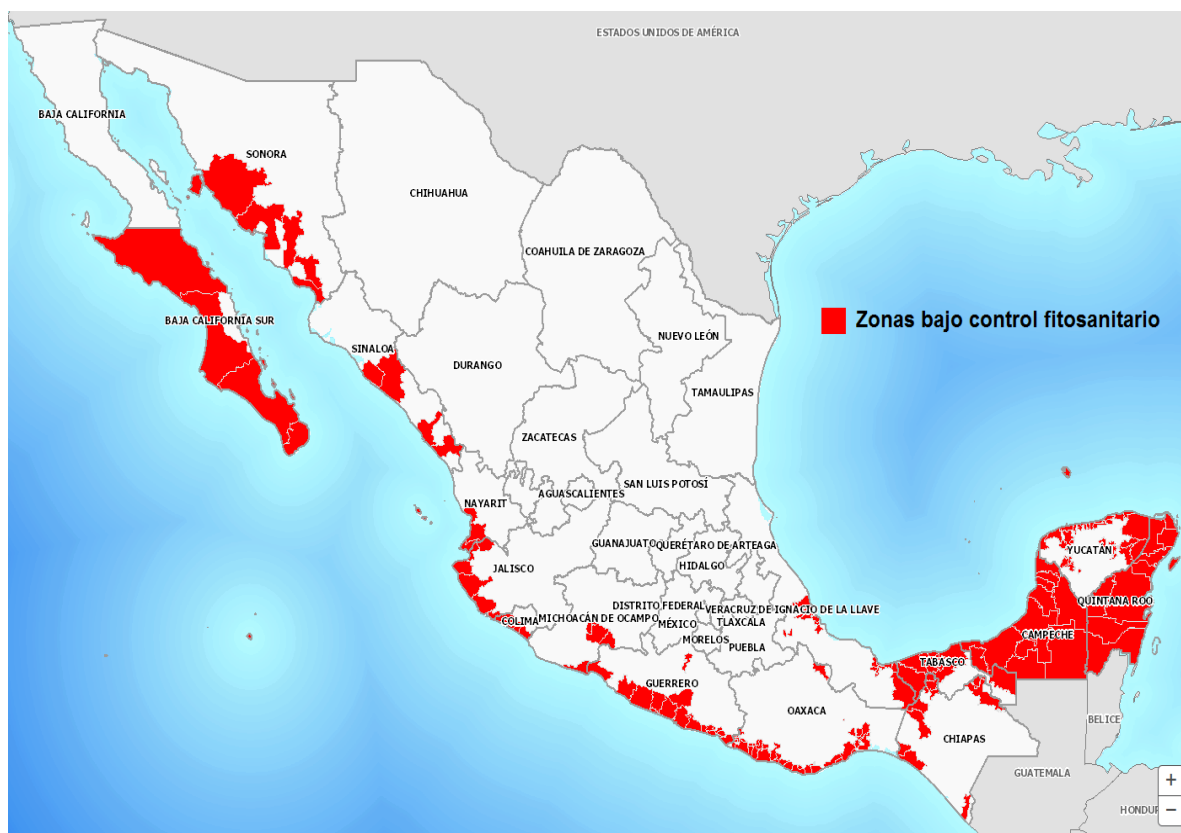 ESTADOS UNIDOS DE AMÉRICA
BAJA CALIFORNIA
SONORA
CHIHUAHUA
COAHUILA DE ZARAGOZA
Zonas bajo control fitosanitario
BAJA CALIFORNIA SUR
NUEVO LEÓN
SINALOA
DURANGO
TAMAULIPAS
ZACATECAS
SAN LUIS POTOSÍ
NAYARIT
AGUASCALIENTES
GUANAJUATO
QUERÉTARO DE ARTEAGA
YUCATÁN
HIDALGO
JALISCO
QUINTANA ROO
DISTRITO FEDERAL
VERACRUZ DE IGNACIO DE LA LLAVE
COLIMA
MICHOACÁN DE OCAMPO
MÉXICO
TLAXCALA
CAMPECHE
MORELOS
PUEBLA
TABASCO
GUERRERO
OAXACA
BELICE
CHIAPAS
GUATEMALA
+
−
HONDUR